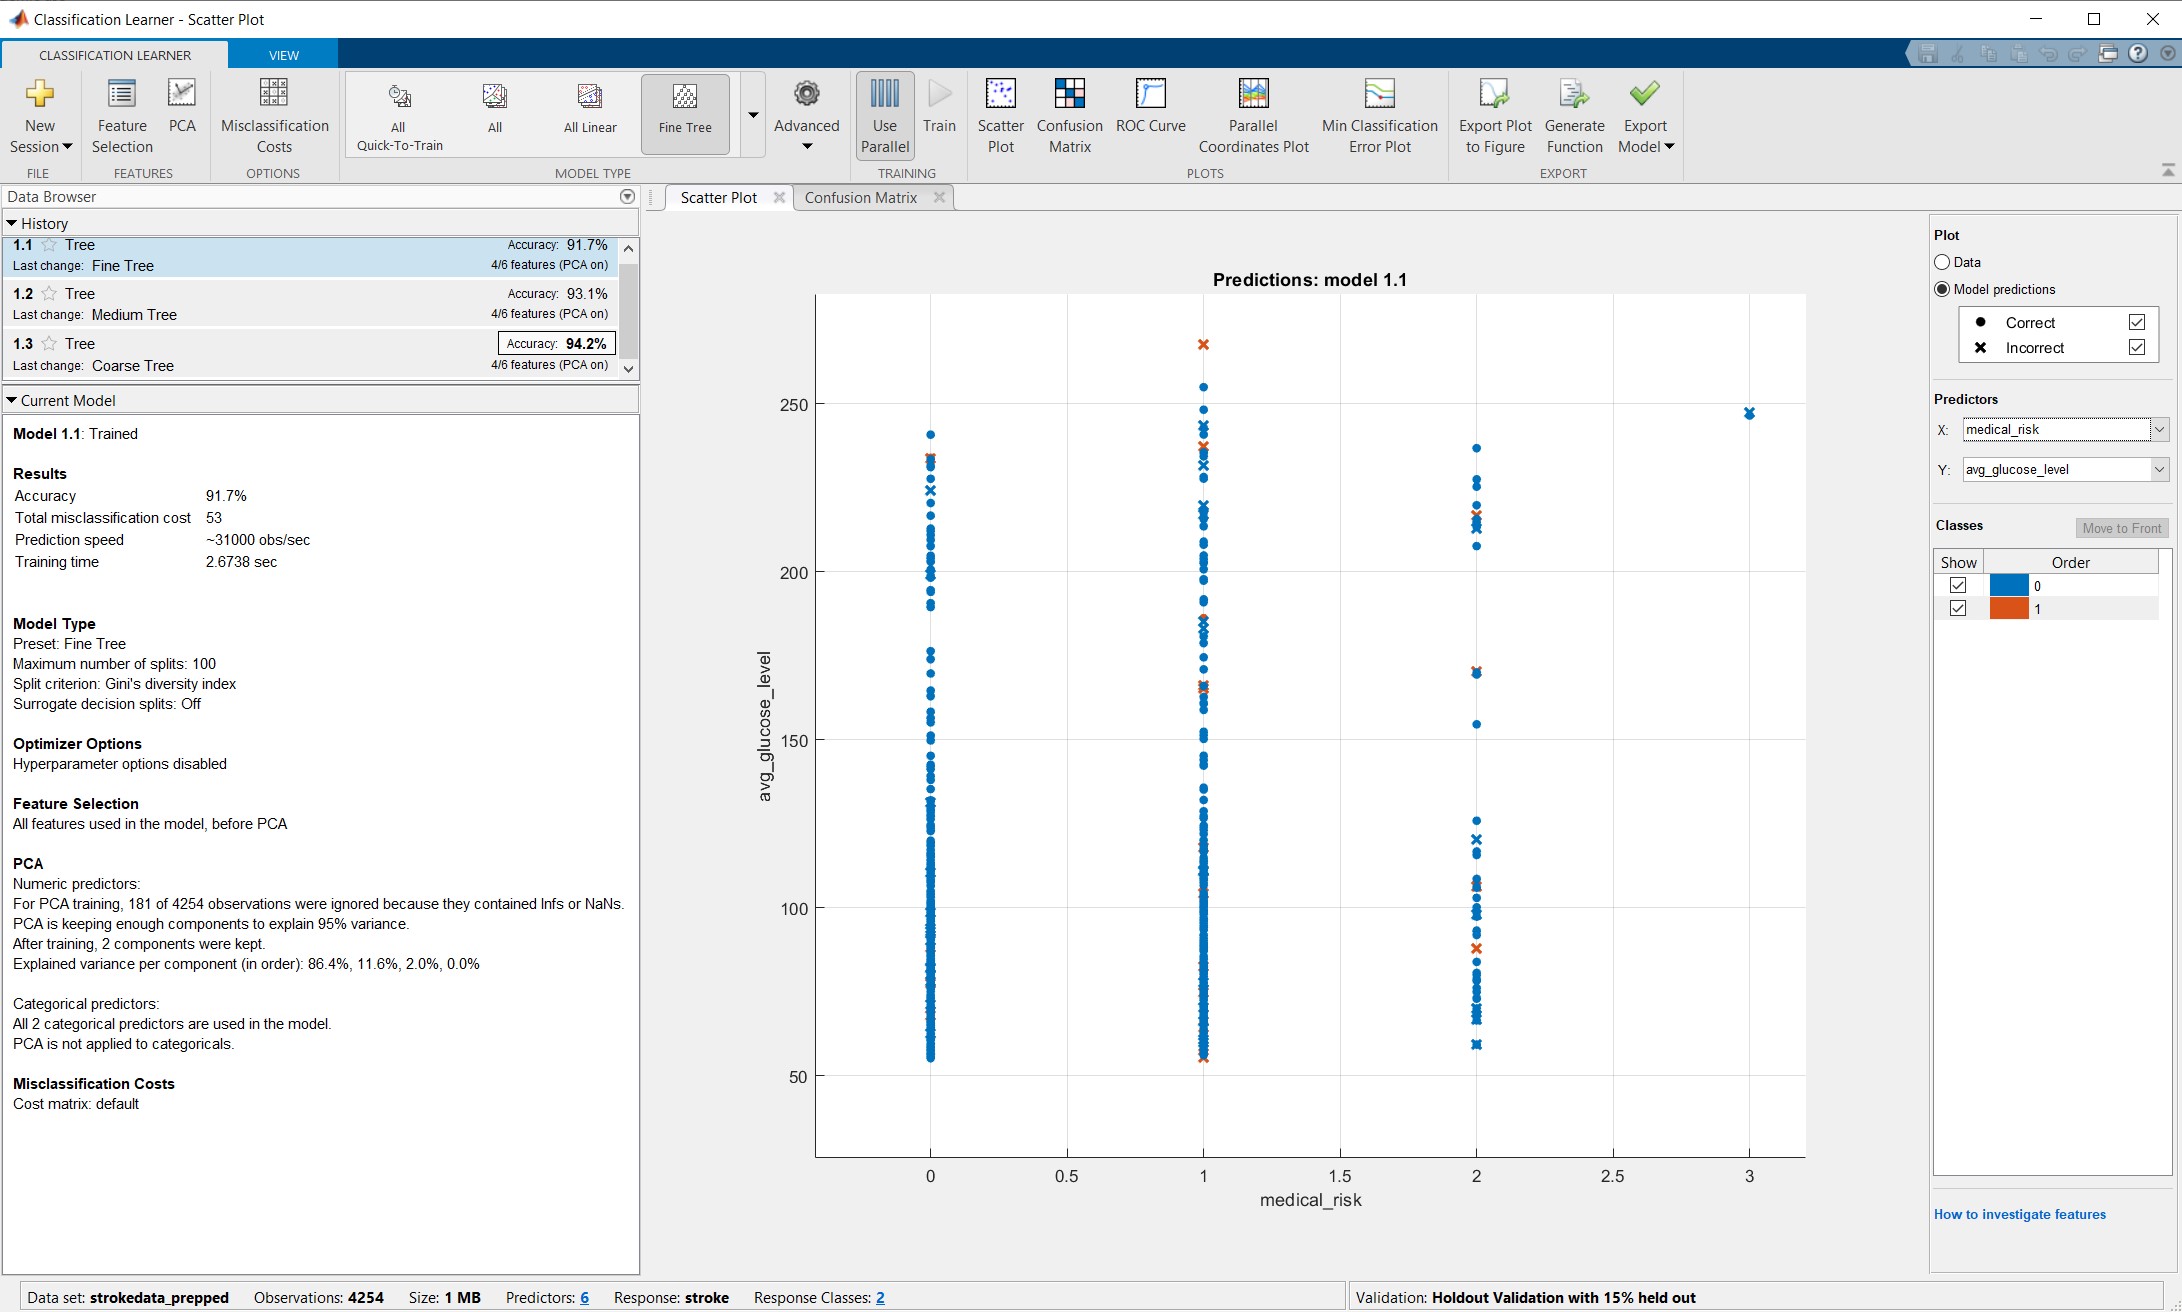 Classification Learner - Scatter Plot
CLASSIFICATION LEARNER
VIEW
New Session
Feature Selection
PCA
Misclassification Costs
All Quick-To-Train
All
All Linear
Fine Tree
Advanced
Use Parallel
Train
Scatter Plot
Confusion Matrix
ROC Curve
Parallel Coordinates Plot
Min Classification Error Plot
Export Plot to Figure
Generate Function
Export Model
FILE
FEATURES
OPTIONS
MODEL TYPE
TRAINING
PLOTS
EXPORT
Data Browser
History
1.1 Tree Accuracy: 91.7%
Last change: Fine Tree 4/6 features (PCA on)
1.2 Tree Accuracy: 93.1%
Last change: Medium Tree 4/6 features (PCA on)
1.3 Tree Accuracy: 94.2%
Last change: Coarse Tree 4/6 features (PCA on)
Current Model
Model 1.1: Trained
Results
Accuracy 91.7%
Total misclassification cost 53
Prediction speed ~31000 obs/sec
Training time 2.6738 sec
Model Type
Preset: Fine Tree
Maximum number of splits: 100
Split criterion: Gini's diversity index
Surrogate decision splits: Off
Optimizer Options
Hyperparameter options disabled
Feature Selection
All features used in the model, before PCA
PCA
Numeric predictors:
For PCA training, 181 of 4254 observations were ignored because they contained Infs or NaNs.
PCA is keeping enough components to explain 95% variance.
After training, 2 components were kept.
Explained variance per component (in order): 86.4%, 11.6%, 2.0%, 0.0%
Categorical predictors:
All 2 categorical predictors are used in the model.
PCA is not applied to categoricals.
Misclassification Costs
Cost matrix: default
Scatter Plot
Confusion Matrix
Predictions: model 1.1
250
200
150
100
50
avg_glucose_level
0 0.5 1 1.5 2 2.5 3
medical_risk
Plot
Data
Model predictions
Correct
Incorrect
Predictors
X: medical_risk
Y: avg_glucose_level
Classes
Move to Front
Show Order
0
1
How to investigate features
Data set: strokedata_prepped Observations: 4254 Size: 1 MB Predictors: 6 Response: stroke Response Classes: 2
Validation: Holdout Validation with 15% held out